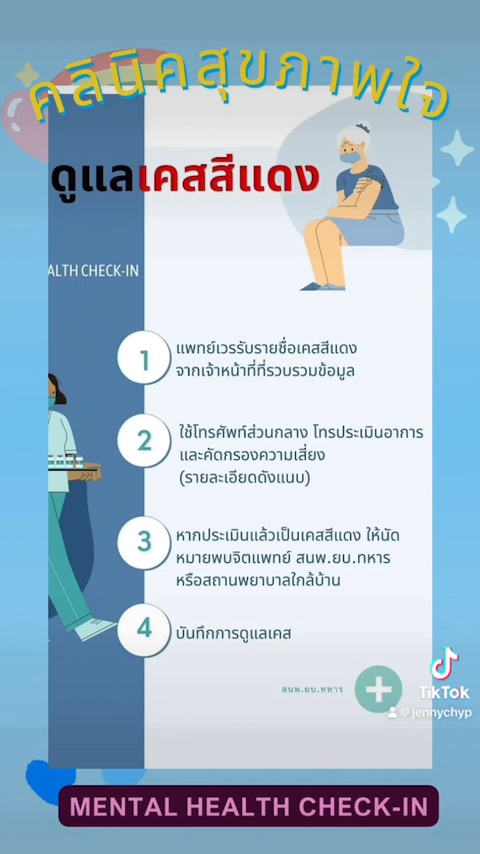 คลินิคสุขภาพใจ
ดูแลเคสสีแดง
ALTH CHECK-IN
1
แพทย์เวรรับรายชื่อเคสสีแดง
จากเจ้าหน้าที่ที่รวบรวมข้อมูล
2
ใช้โทรศัพท์ส่วนกลาง โทรประเมินอาการ
และคัดกรองความเสี่ยง
(รายละเอียดดังแนบ)
3
หากประเมินแล้วเป็นเคสสีแดง ให้นัด
หมายพบจิตแพทย์ สนพ.ยบ.ทหาร
หรือสถานพยาบาลใกล้บ้าน
4
บันทึกการดูแลเคส
สนพ.ยบ.ทหาร
TikTok
@jennychyp
MENTAL HEALTH CHECK-IN